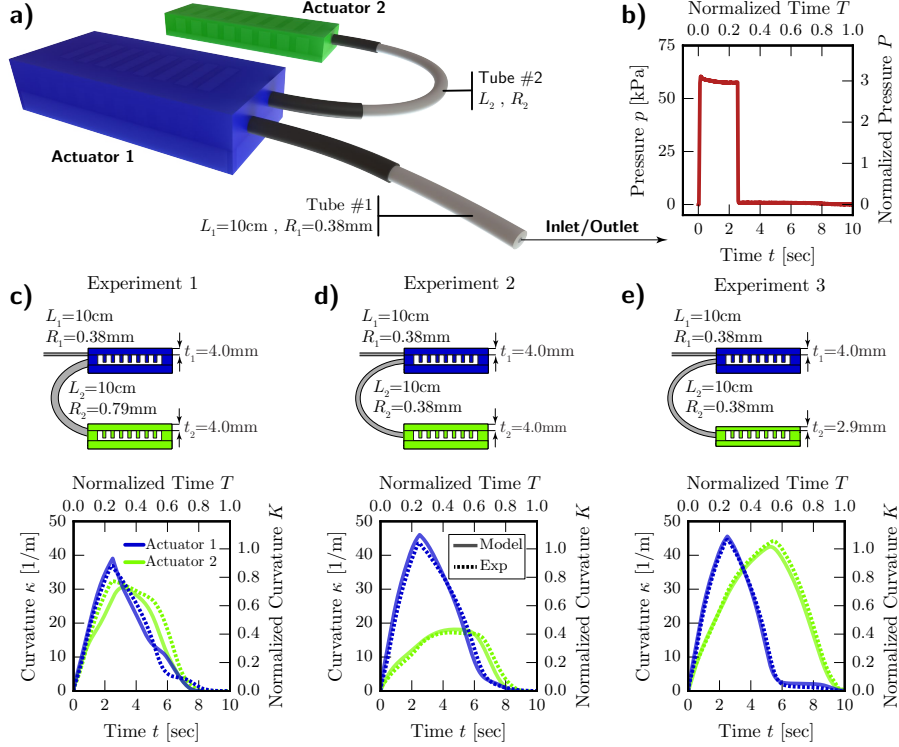 a)
Actuator 2
Tube #2
L2 , R2
Actuator 1
Tube #1
L1=10cm , R1=0.38mm
Inlet/Outlet
b)
Normalized Time T
0.0 0.2 0.4 0.6 0.8 1.0
75
50
25
0
Pressure p [kPa]
3
2
1
0
Normalized Pressure P
0 2 4 6 8 10
Time t [sec]
c)
Experiment 1
L1=10cm
R1=0.38mm
t1=4.0mm
L2=10cm
R2=0.79mm
t2=4.0mm
Normalized Time T
0.0 0.2 0.4 0.6 0.8 1.0
50
40
30
20
10
0
Curvature κ [1/m]
Actuator 1
Actuator 2
1.0
0.8
0.6
0.4
0.2
0.0
Normalized Curvature K
0 2 4 6 8 10
Time t [sec]
d)
Experiment 2
L1=10cm
R1=0.38mm
t1=4.0mm
L2=10cm
R2=0.38mm
t2=4.0mm
Normalized Time T
0.0 0.2 0.4 0.6 0.8 1.0
50
40
30
20
10
0
Curvature κ [1/m]
Model
Exp
1.0
0.8
0.6
0.4
0.2
0.0
Normalized Curvature K
0 2 4 6 8 10
Time t [sec]
e)
Experiment 3
L1=10cm
R1=0.38mm
t1=4.0mm
L2=10cm
R2=0.38mm
t2=2.9mm
Normalized Time T
0.0 0.2 0.4 0.6 0.8 1.0
50
40
30
20
10
0
Curvature κ [1/m]
1.0
0.8
0.6
0.4
0.2
0.0
Normalized Curvature K
0 2 4 6 8 10
Time t [sec]